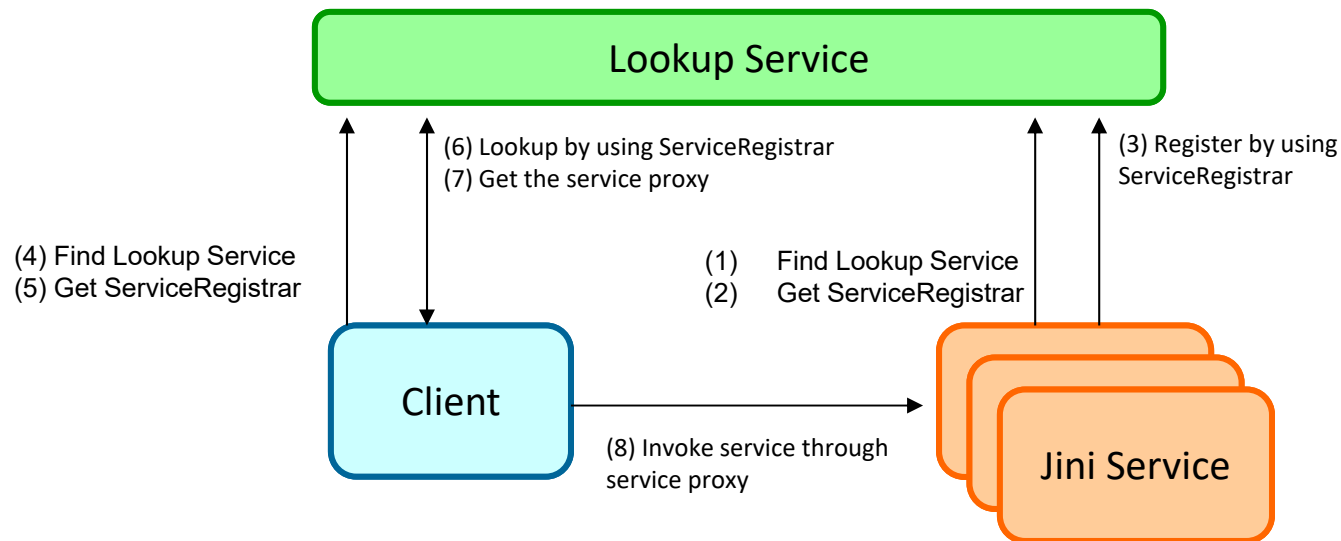 Lookup Service
(6) Lookup by using ServiceRegistrar
(7) Get the service proxy
(3) Register by using
ServiceRegistrar
(4) Find Lookup Service
(5) Get ServiceRegistrar
(1) Find Lookup Service
(2) Get ServiceRegistrar
Client
(8) Invoke service through
service proxy
Jini Service